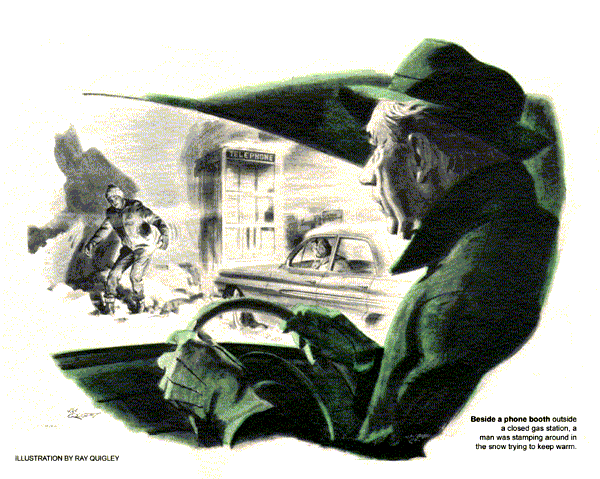 TELEPHONE
Beside a phone booth outside
a closed gas station, a
man was stamping around in
the snow trying to keep warm.
ILLUSTRATION BY RAY QUIGLEY